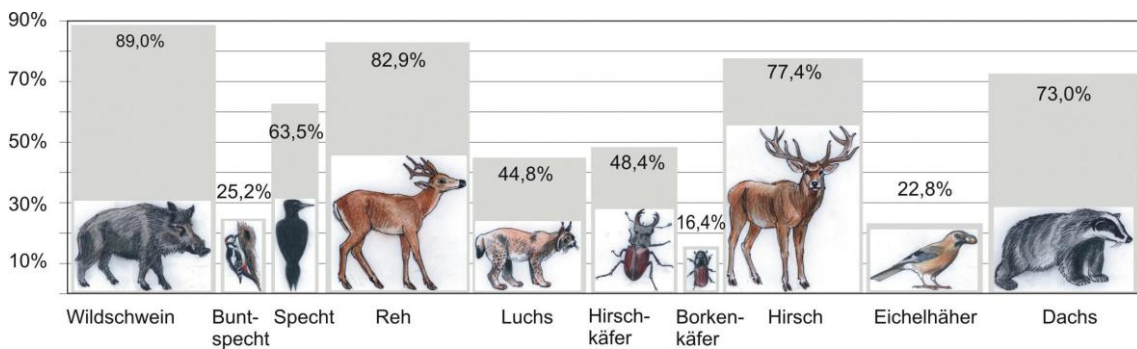 90%
70%
50%
30%
10%
89,0%
25,2%
63,5%
82,9%
44,8%
48,4%
16,4%
77,4%
22,8%
73,0%
Wildschwein
Bunt-
specht
Specht
Reh
Luchs
Hirsch-
käfer
Borken-
käfer
Hirsch
Eichelhäher
Dachs